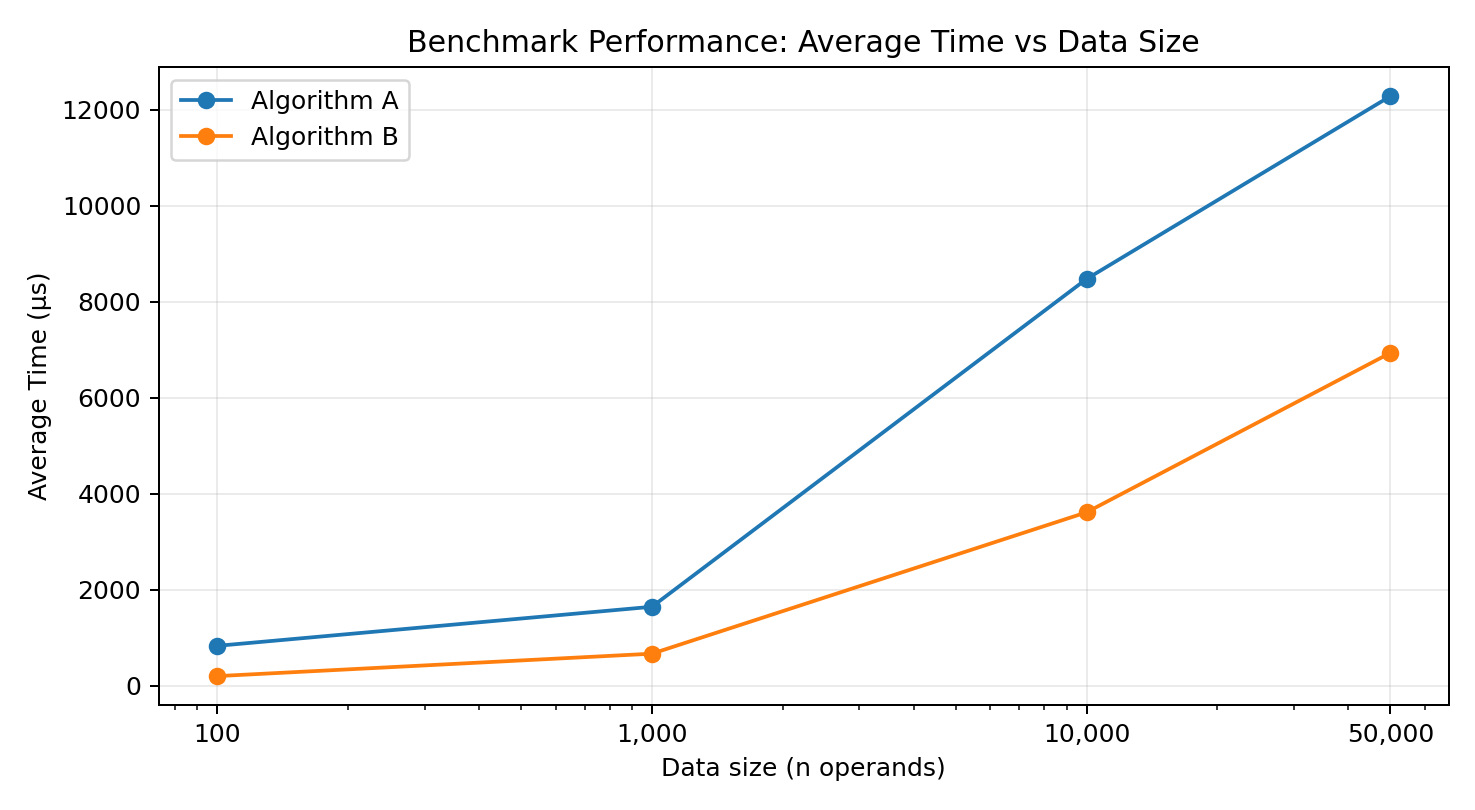 Benchmark Performance: Average Time vs Data Size
Algorithm A
Algorithm B
Average Time (µs)
12000
10000
8000
6000
4000
2000
0
100 1,000 10,000 50,000
Data size (n operands)